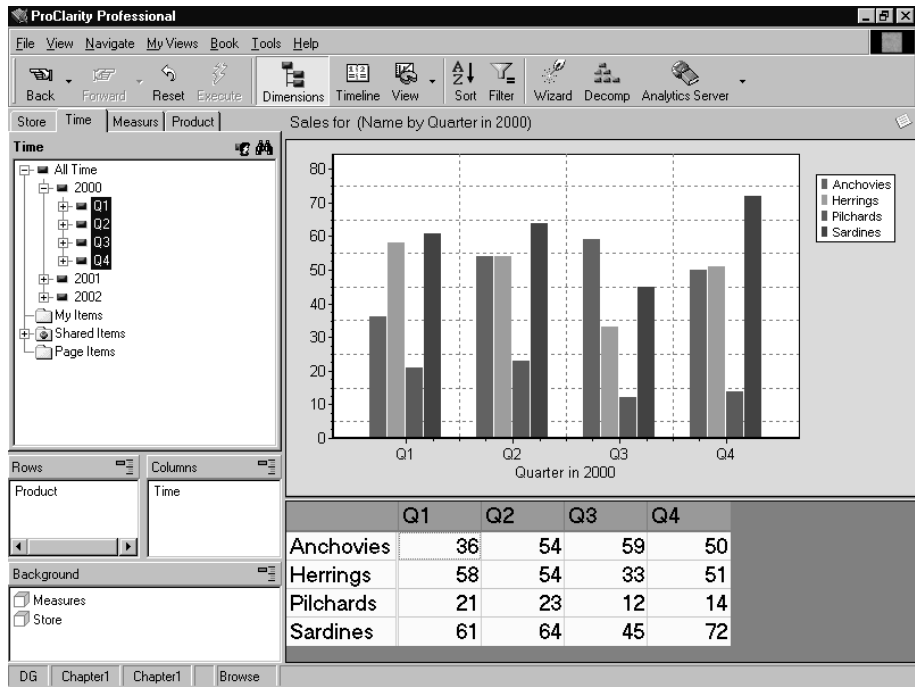 ProClarity Professional
File View Navigate My Views Book Tools Help
Back Forward Reset Execute Dimensions Timeline View Sort Filter Wizard Decomp Analytics Server
Store Time Measurs Product
Sales for (Name by Quarter in 2000)
Time
All Time
2000
Q1
Q2
Q3
Q4
2001
2002
My Items
Shared Items
Page Items
80
70
60
50
40
30
20
10
0
Q1 Q2 Q3 Q4
Quarter in 2000
Anchovies
Herrings
Pilchards
Sardines
Rows
Product
Columns
Time
Background
Measures
Store
Q1 Q2 Q3 Q4
Anchovies 36 54 59 50
Herrings 58 54 33 51
Pilchards 21 23 12 14
Sardines 61 64 45 72
DG Chapter1 Chapter1 Browse